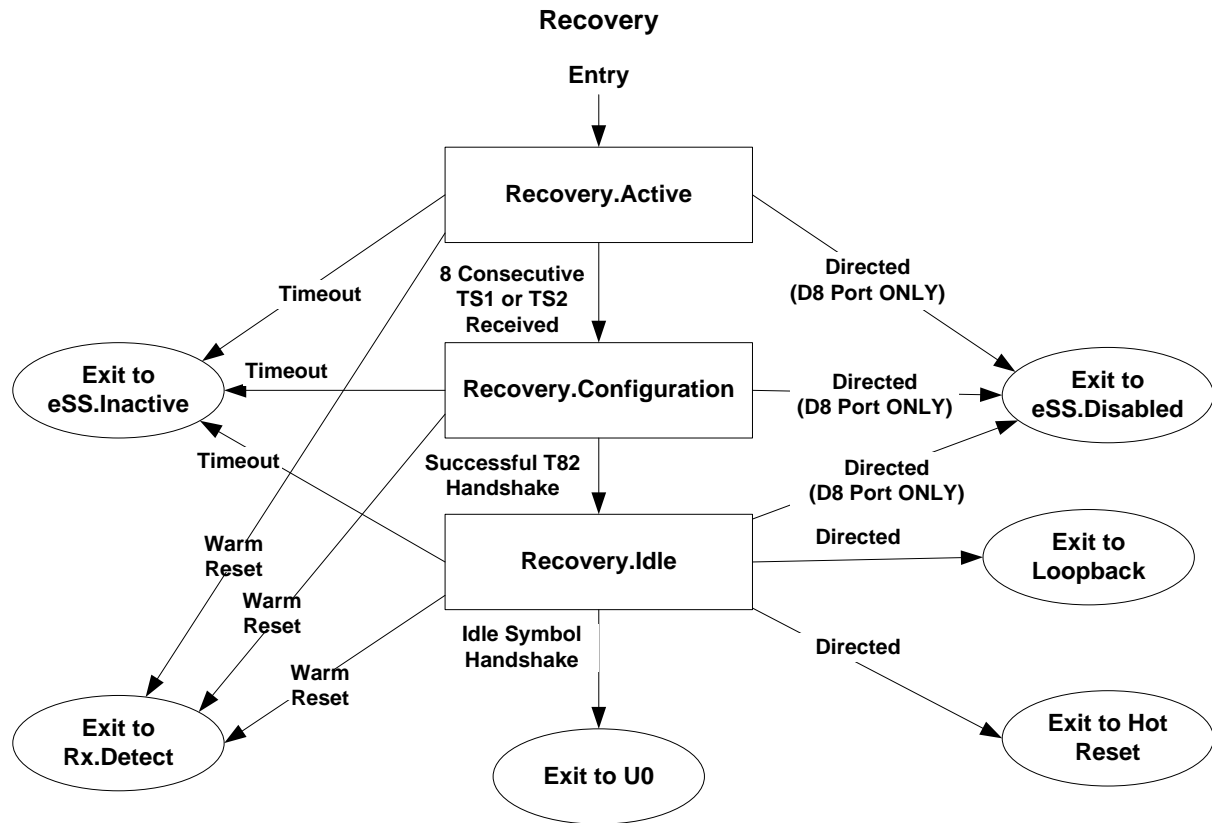 Recovery
Entry
Recovery.Active
8 Consecutive
TS1 or TS2
Received
Directed
(D8 Port ONLY)
Timeout
Exit to
eSS.Inactive
Timeout
Recovery.Configuration
Directed
(D8 Port ONLY)
Exit to
eSS.Disabled
Timeout
Successful T82
Handshake
Directed
(D8 Port ONLY)
Warm
Reset
Recovery.Idle
Directed
Exit to
Loopback
Warm
Reset
Idle Symbol
Handshake
Directed
Warm
Reset
Exit to
Rx.Detect
Exit to U0
Exit to Hot
Reset